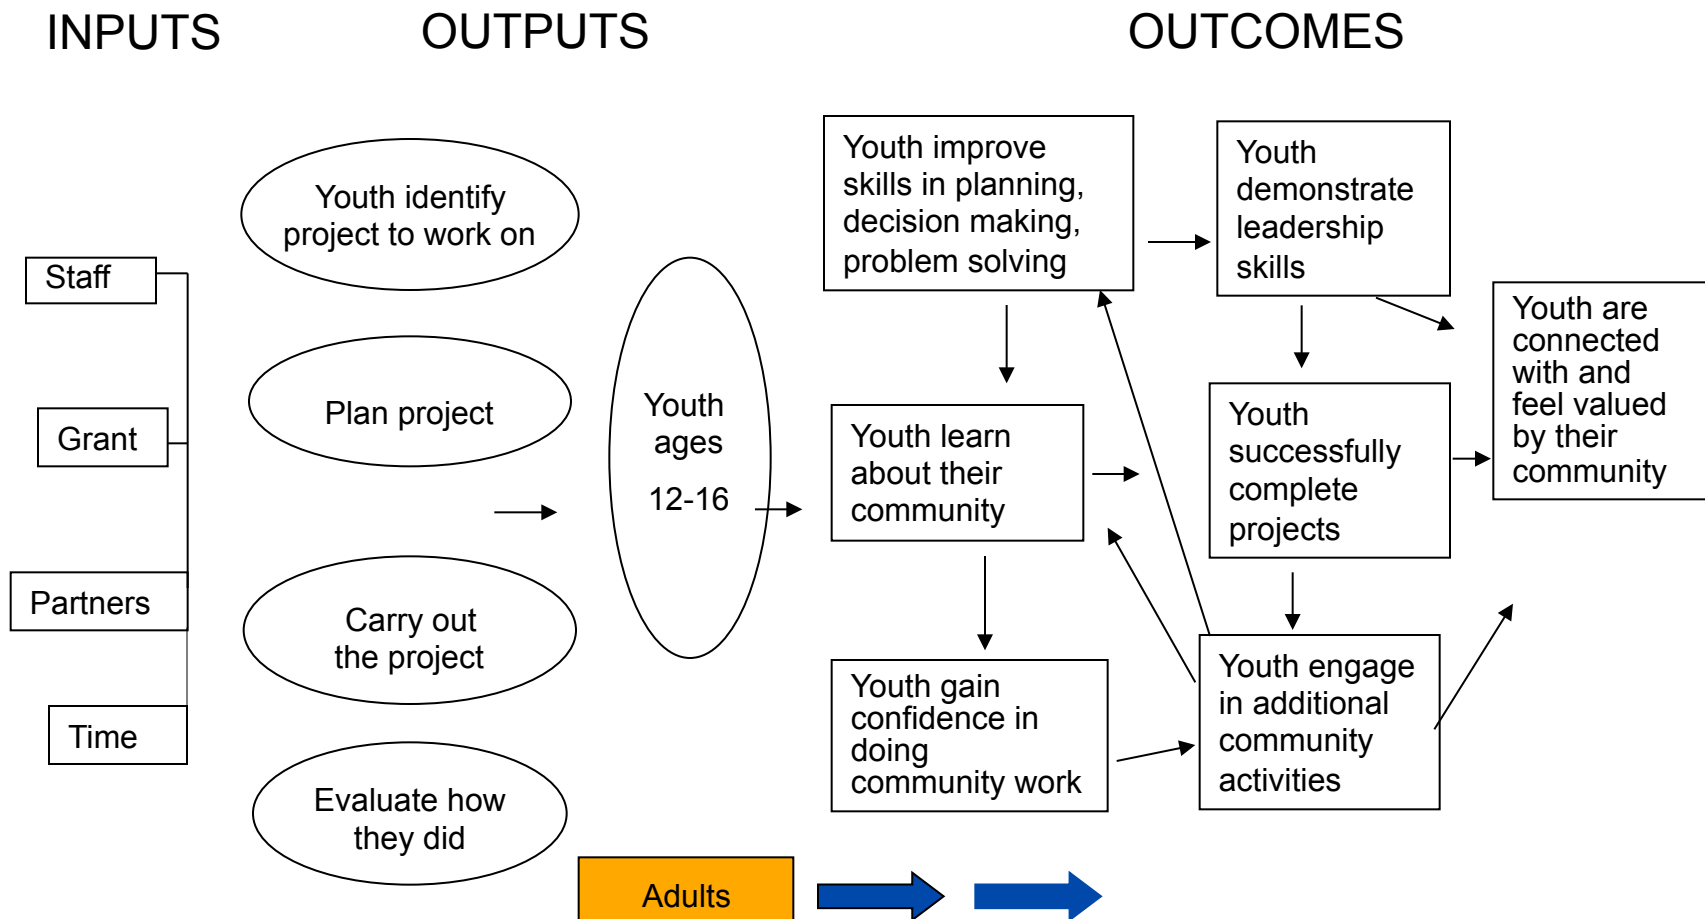 INPUTS
OUTPUTS
OUTCOMES
Staff
Grant
Partners
Time
Youth identify
project to work on
Plan project
Carry out
the project
Evaluate how
they did
Youth
ages
12-16
Youth improve
skills in planning,
decision making,
problem solving
Youth learn
about their
community
Youth gain
confidence in
doing
community work
Youth
demonstrate
leadership
skills
Youth
successfully
complete
projects
Youth engage
in additional
community
activities
Youth are
connected
with and
feel valued
by their
community
Adults